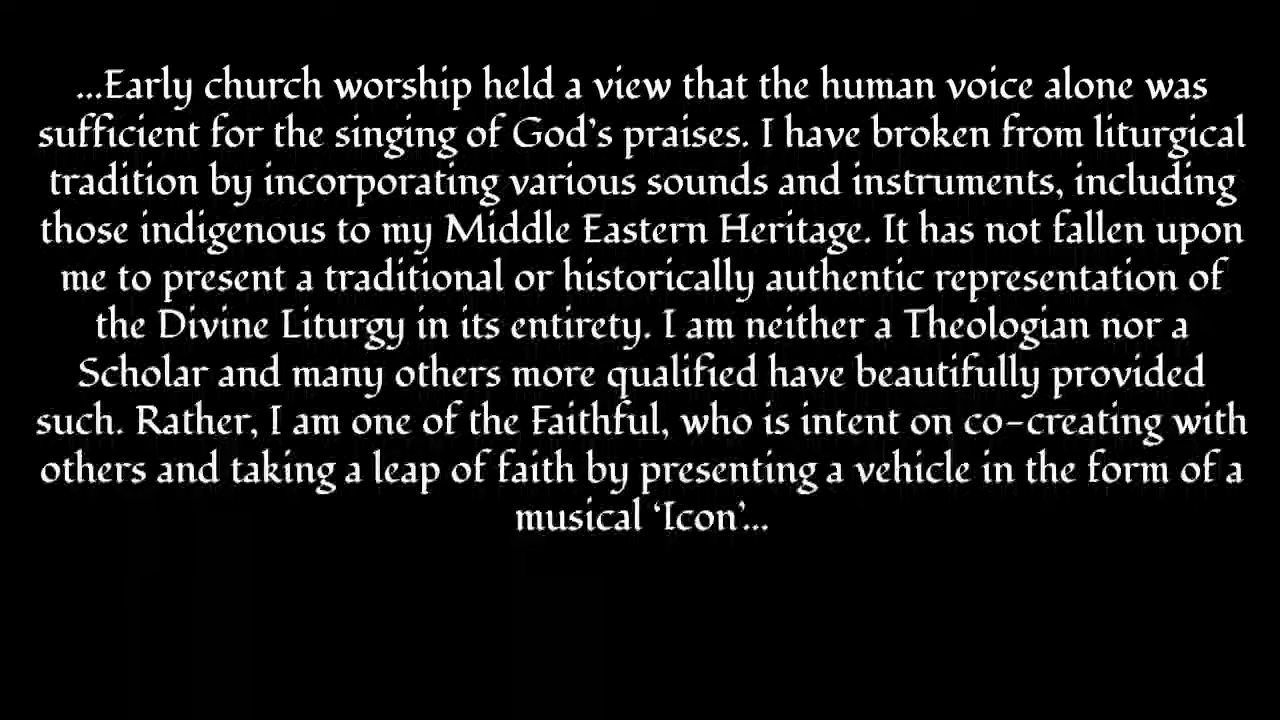 ...Early church worship held a view that the human voice alone was
sufficient for the singing of God's praises. I have broken from liturgical
tradition by incorporating various sounds and instruments, including
those indigenous to my Middle Eastern Heritage. It has not fallen upon
me to present a traditional or historically authentic representation of
the Divine Liturgy in its entirety. I am neither a Theologian nor a
Scholar and many others more qualified have beautifully provided
such. Rather, I am one of the Faithful, who is intent on co-creating with
others and taking a leap of faith by presenting a vehicle in the form of a
musical ‘Icon’...